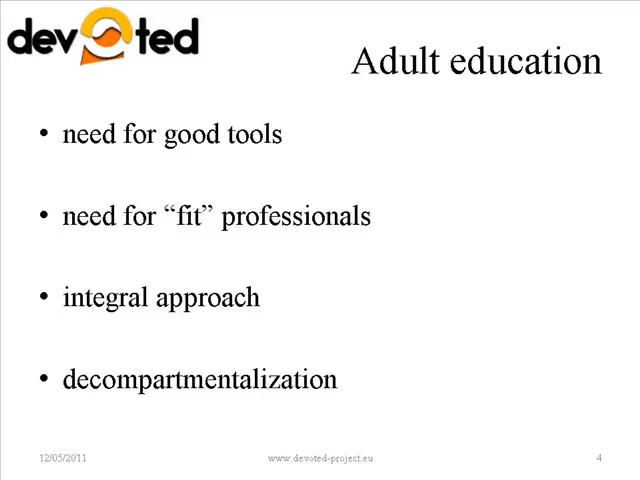 devoted
Adult education
• need for good tools
• need for “fit” professionals
• integral approach
• decompartmentalization
12/05/2011
www.devoted-project.eu
4